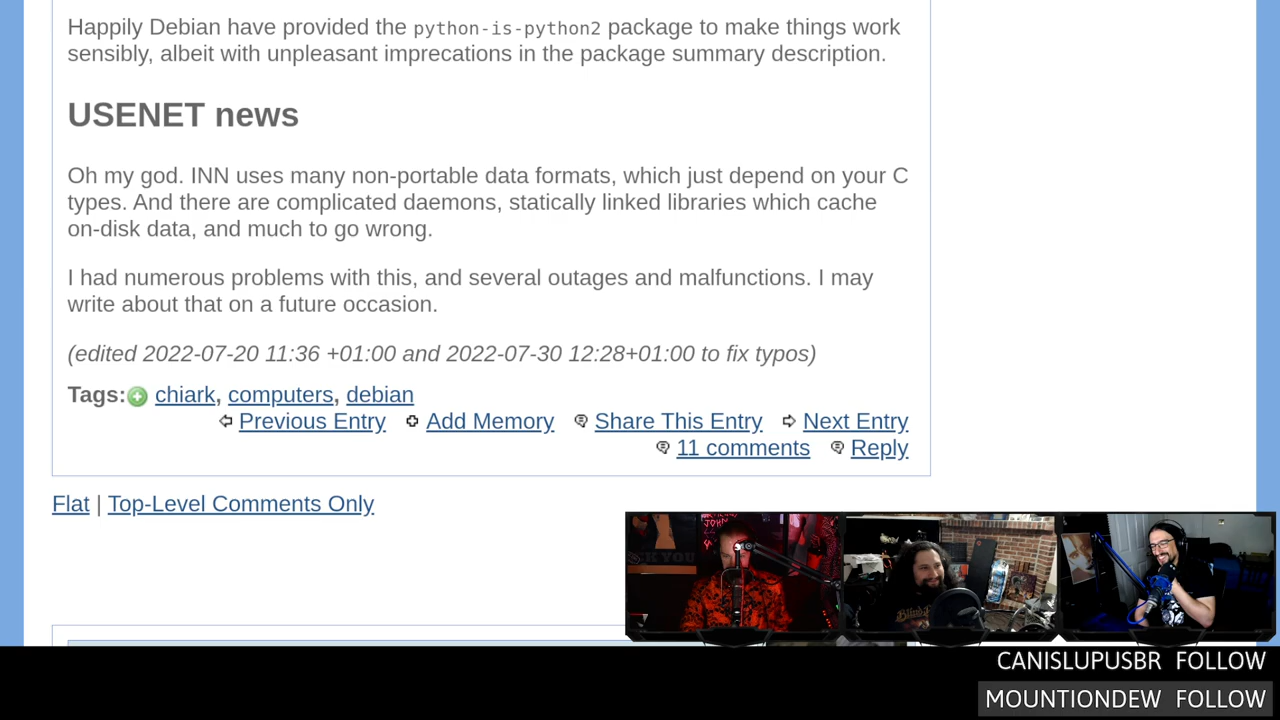 Happily Debian have provided the python-is-python2 package to make things work
sensibly, albeit with unpleasant imprecations in the package summary description.
USENET news
Oh my god. INN uses many non-portable data formats, which just depend on your C
types. And there are complicated daemons, statically linked libraries which cache
on-disk data, and much to go wrong.
I had numerous problems with this, and several outages and malfunctions. I may
write about that on a future occasion.
(edited 2022-07-20 11:36 +01:00 and 2022-07-30 12:28+01:00 to fix typos)
Tags: chiark, computers, debian
Previous Entry Add Memory Share This Entry Next Entry
11 comments Reply
Flat | Top-Level Comments Only
CANISLUPUSBR FOLLOW
MOUNTIONDEW FOLLOW